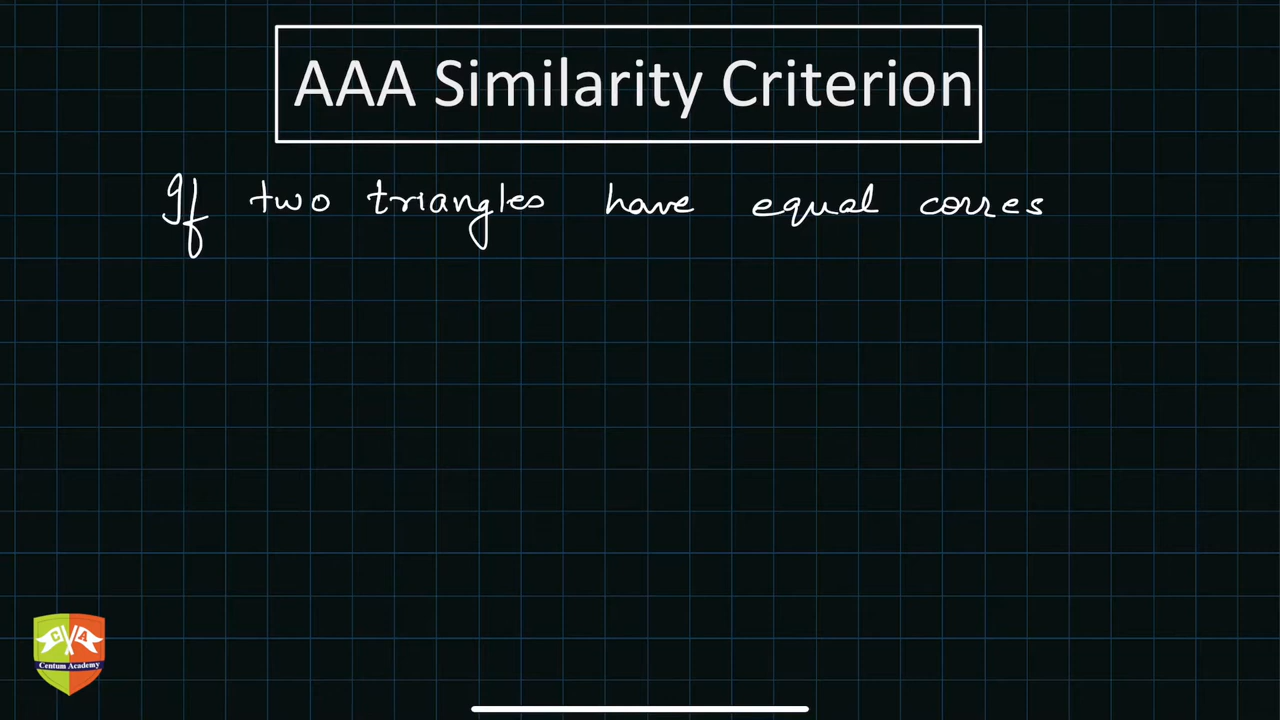 AAA Similarity Criterion
If two triangles have equal corres
C A
Centum Academy